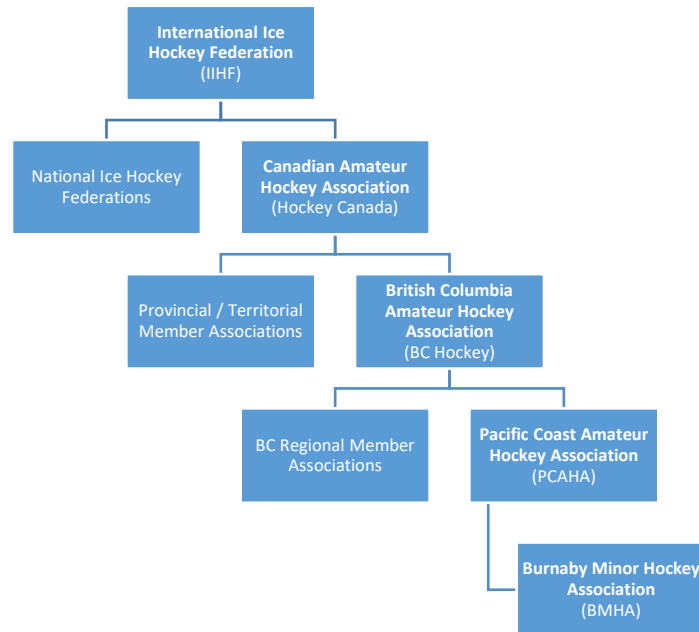 International Ice
Hockey Federation
(IIHF)
National Ice Hockey
Federations
Canadian Amateur
Hockey Association
(Hockey Canada)
Provincial / Territorial
Member Associations
British Columbia
Amateur Hockey
Association
(BC Hockey)
BC Regional Member
Associations
Pacific Coast Amateur
Hockey Association
(PCAHA)
Burnaby Minor Hockey
Association
(BMHA)